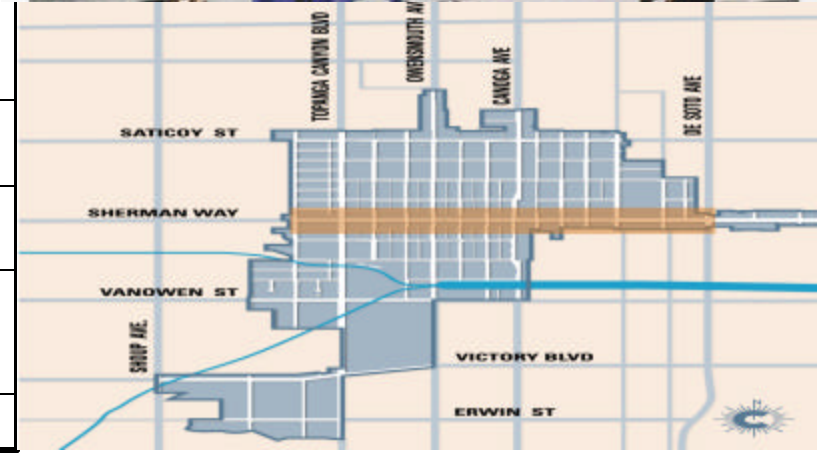 TOPANGA CANYON BLVD
OWENSMOUTH AV
CANOGA AVE
DE SOTO AVE
SATICOY ST
SHERMAN WAY
VANOWEN ST
SHOUP AVE.
VICTORY BLVD
ERWIN ST
N